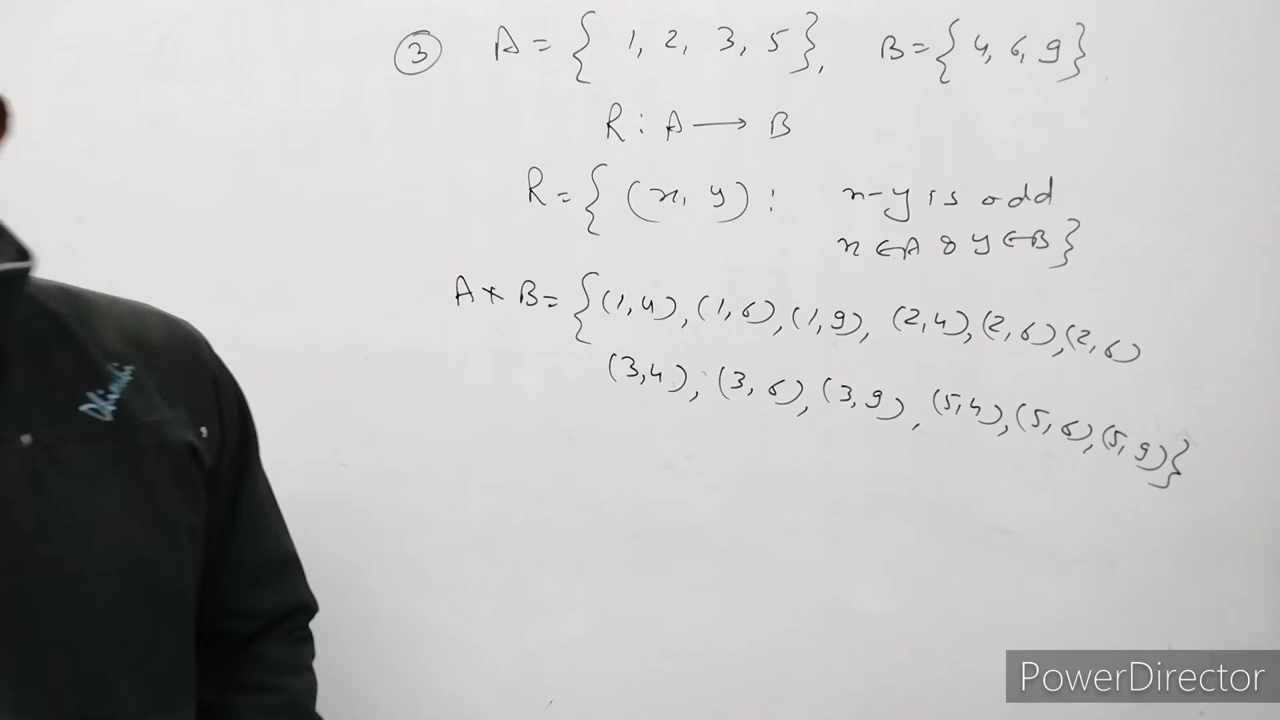 ③ A = { 1, 2, 3, 5 }, B = { 4, 6, 9 }
R : A → B
R = { (x, y) : x-y is odd
x ∈ A & y ∈ B }
A × B = { (1,4), (1,6), (1,9), (2,4), (2,6), (2,6)
(3,4), (3,6), (3,9), (5,4), (5,6), (5,9) }
PowerDirector